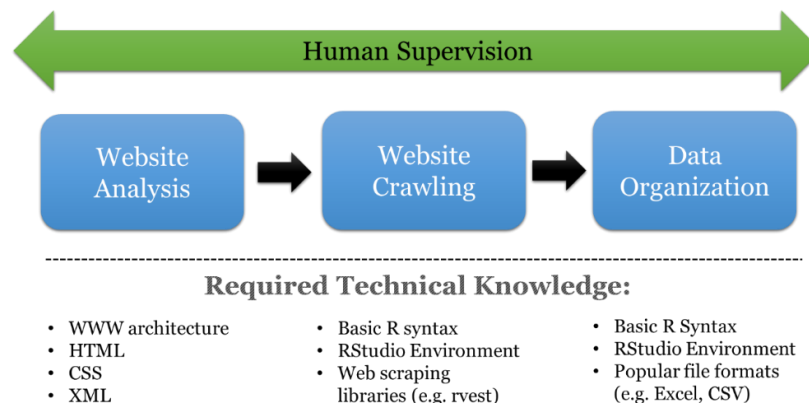 Human Supervision
Website
Analysis
Website
Crawling
Data
Organization
Required Technical Knowledge:
• WWW architecture
• HTML
• CSS
• XML
• Basic R syntax
• RStudio Environment
• Web scraping
libraries (e.g. rvest)
• Basic R Syntax
• RStudio Environment
• Popular file formats
(e.g. Excel, CSV)